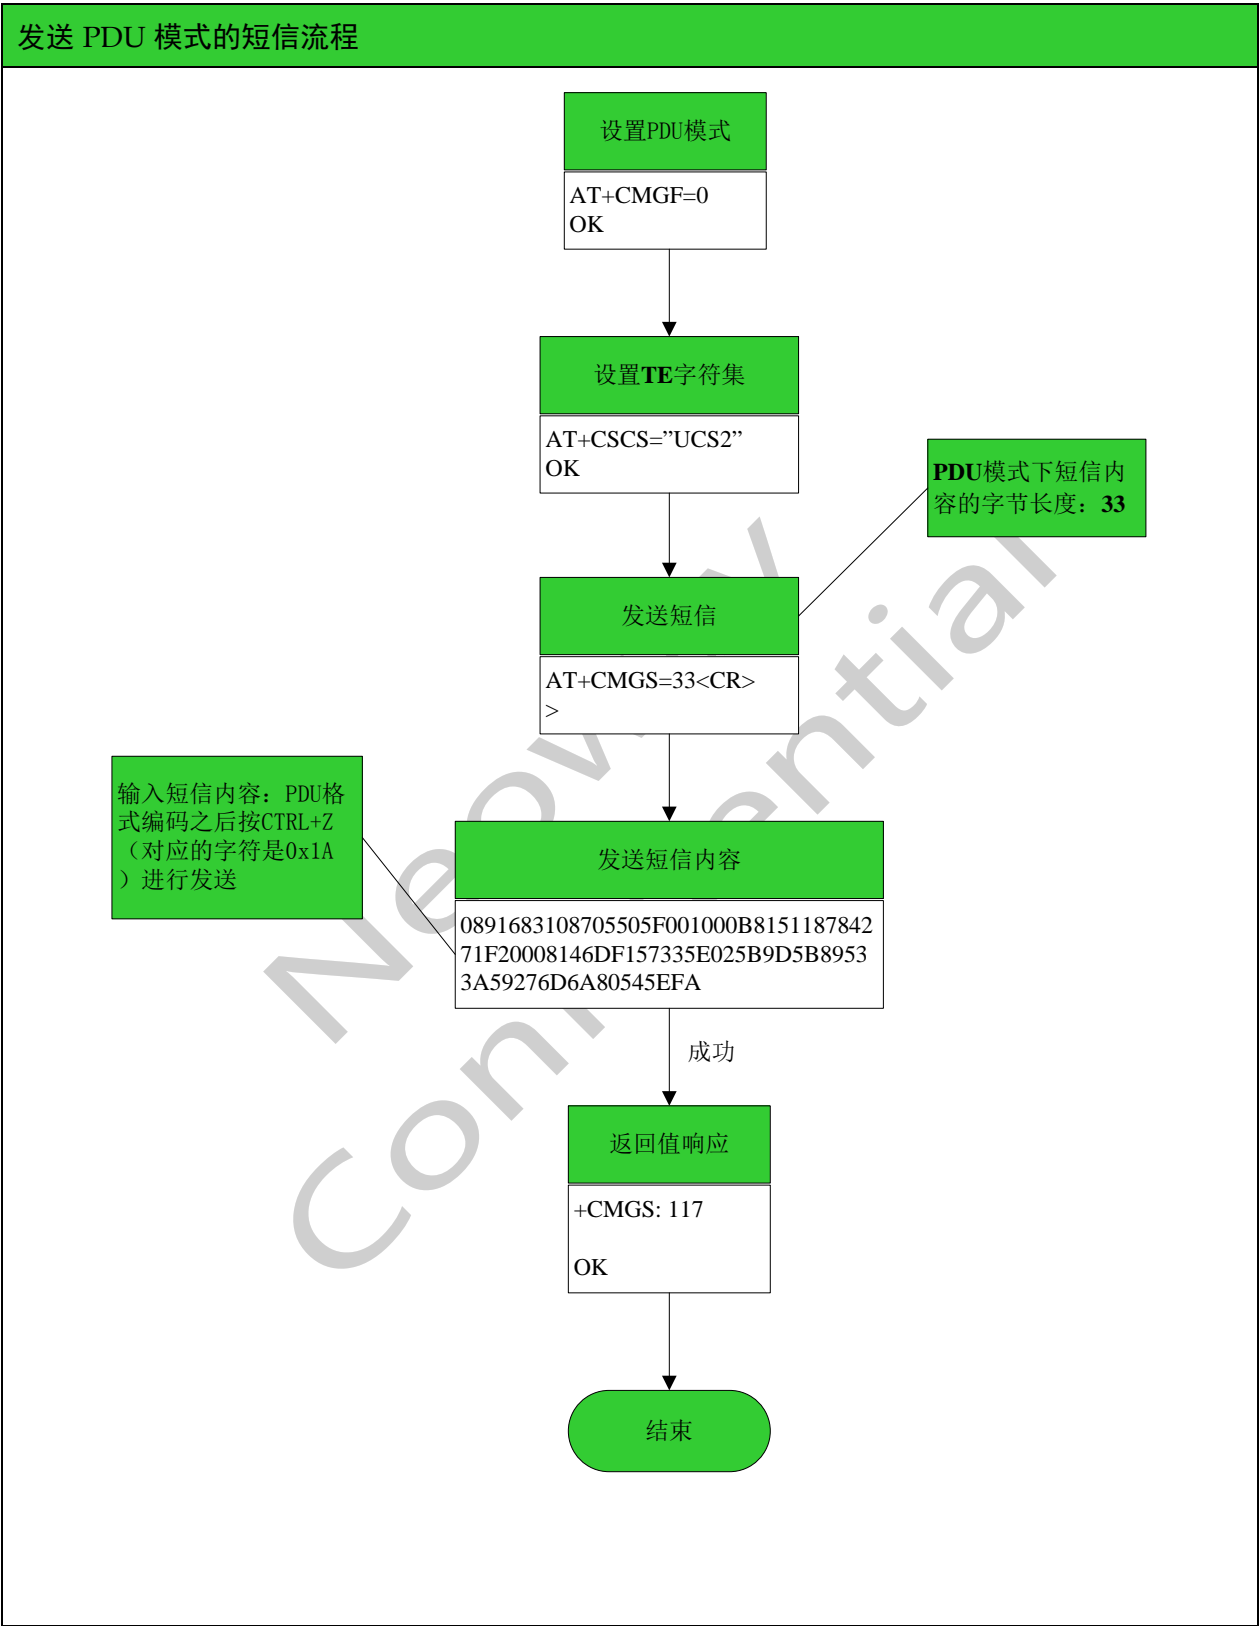 发送 PDU 模式的短信流程
设置PDU模式
AT+CMGF=0
OK
设置TE字符集
AT+CSCS=”UCS2”
OK
PDU模式下短信内
容的字节长度：33
发送短信
AT+CMGS=33<CR>
>
输入短信内容：PDU格
式编码之后按CTRL+Z
（对应的字符是0x1A
）进行发送
发送短信内容
0891683108705505F001000B8151187842
71F20008146DF157335E025B9D5B8953
3A59276D6A80545EFA
成功
返回值响应
+CMGS: 117
OK
结束
Confidential